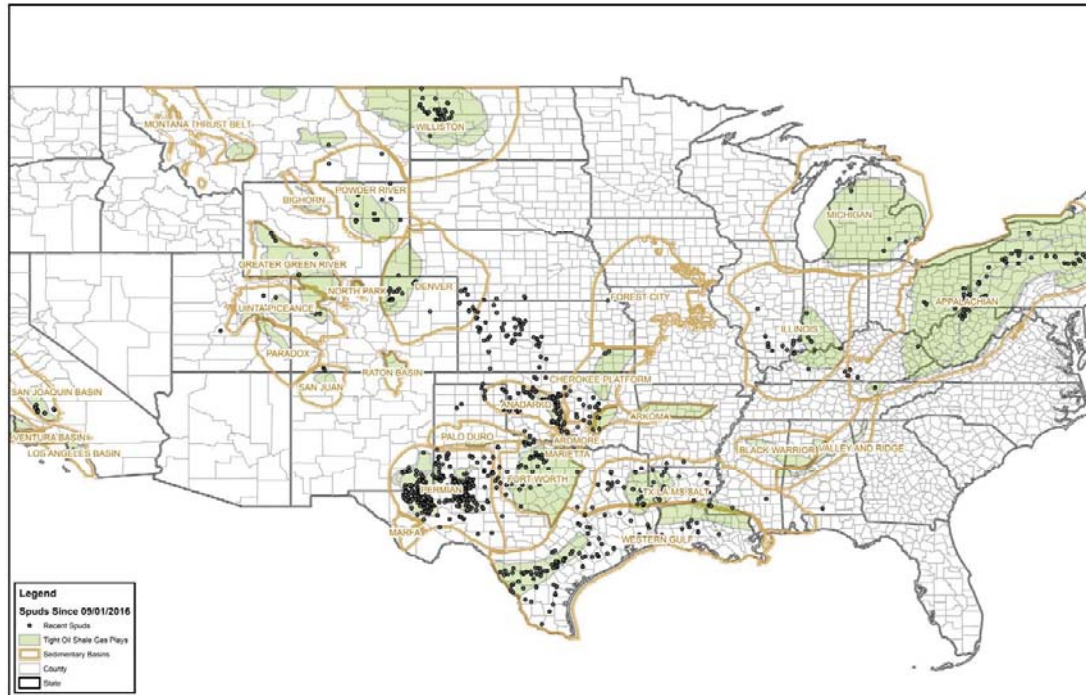 MONTANA THRUST BELT
WILLISTON
POWDER RIVER
BIGHORN
MICHIGAN
GREATER GREEN RIVER
NORTH PARK
DENVER
FOREST CITY
UINTA-PICEANCE
APPALACHIAN
ILLINOIS
PARADOX
RATON BASIN
SAN JUAN
CHEROKEE PLATFORM
SAN JOAQUIN BASIN
ANADARKO
ARKOMA
VENTURA BASIN
LOS ANGELES BASIN
PALO DURO
ARDMORE
MARIETTA
BLACK WARRIOR
VALLEY AND RIDGE
FORT WORTH
PERMIAN
TX-LA-MS SALT
MARFA
WESTERN GULF
Legend
Spuds Since 09/01/2016
Recent Spuds
Tight Oil Shale Gas Plays
Sedimentary Basins
County
State